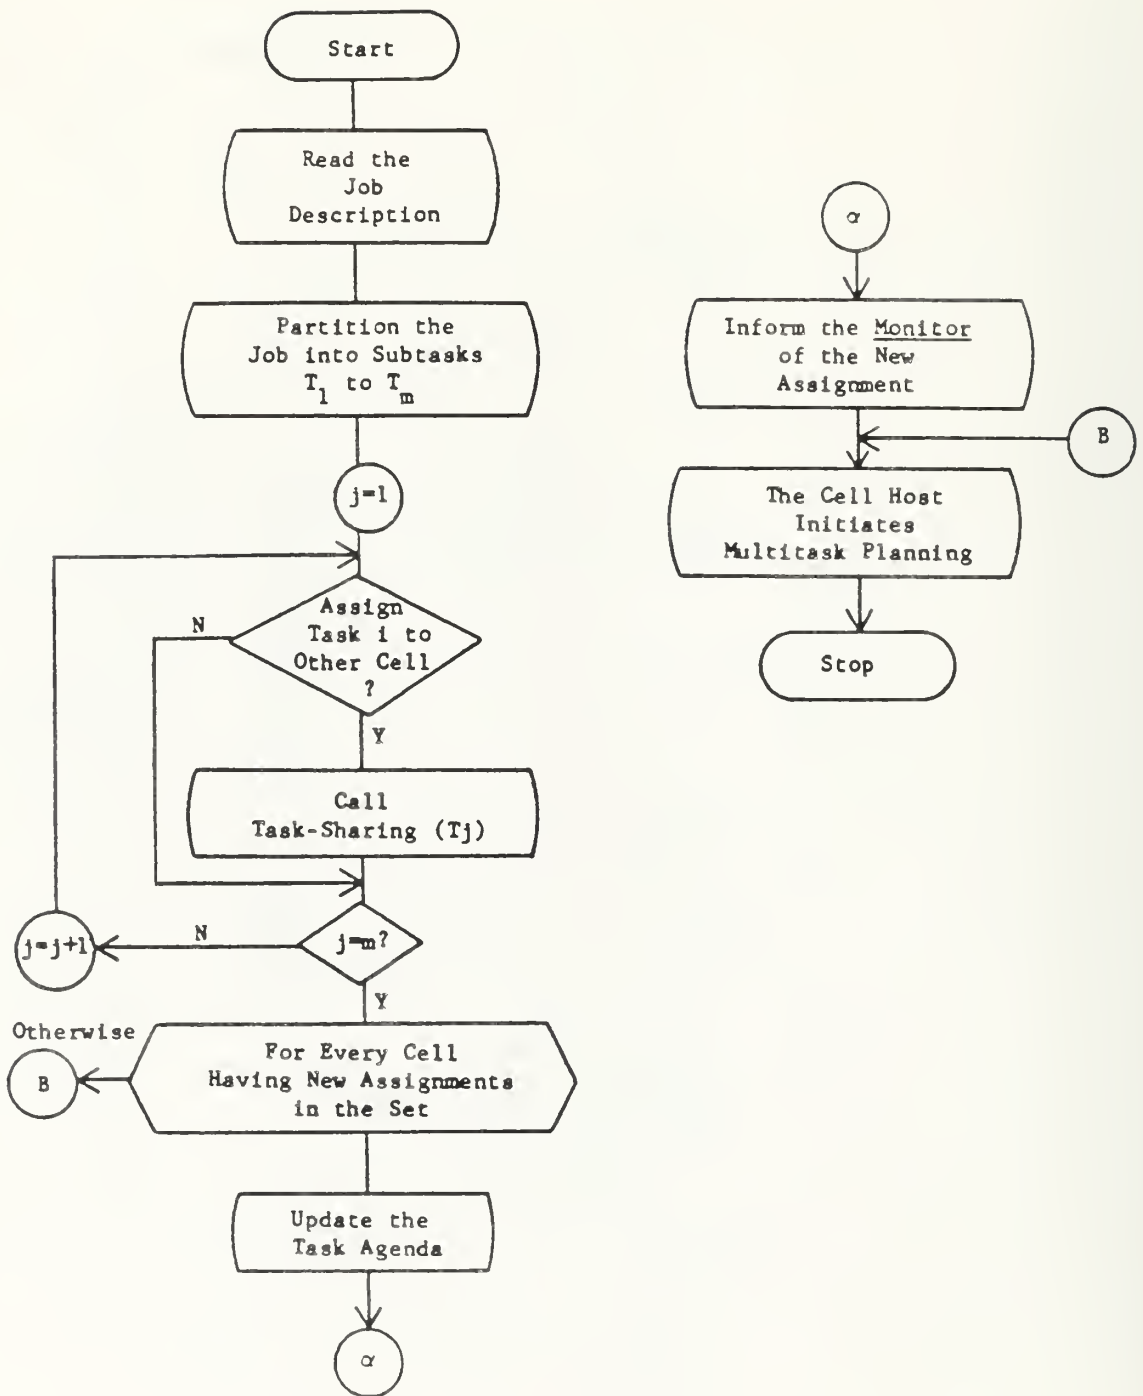 Start
Read the
Job
Description
Partition the
Job into Subtasks
T1 to Tm
j=1
Assign
Task i to
Other Cell
?
N
Y
Call
Task-Sharing (Tj)
j=m?
N
j=j+1
Y
Otherwise
B
For Every Cell
Having New Assignments
in the Set
Update the
Task Agenda
α
α
Inform the Monitor
of the New
Assignment
B
The Cell Host
Initiates
Multitask Planning
Stop